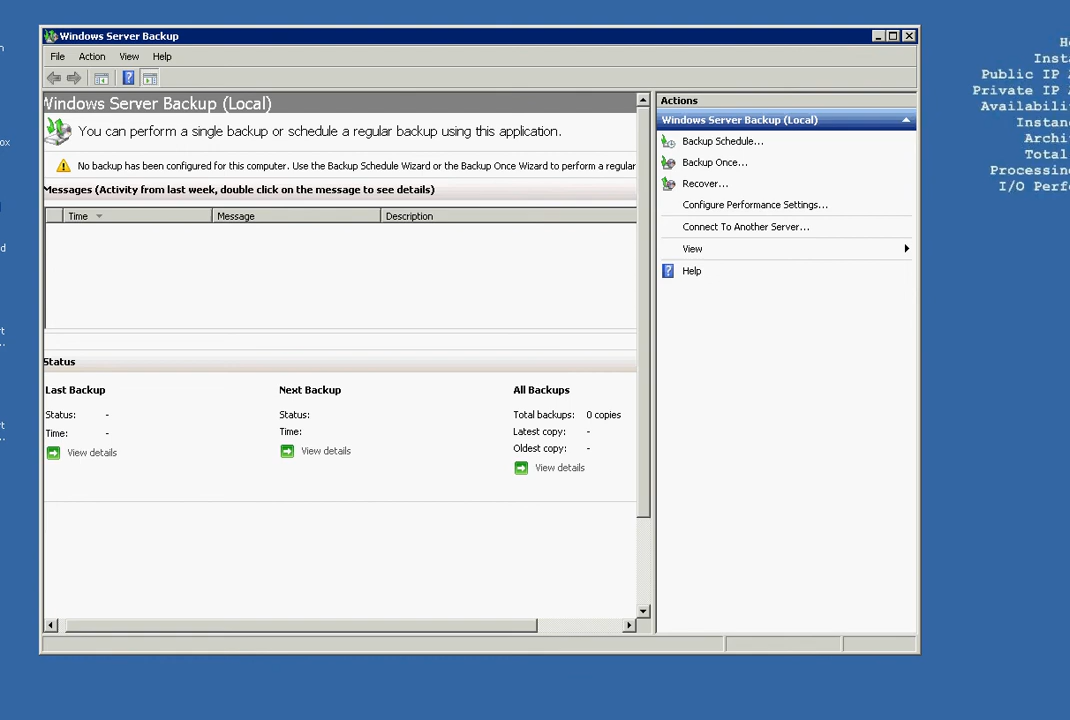 Windows Server Backup
File Action View Help
Windows Server Backup (Local)
You can perform a single backup or schedule a regular backup using this application.
No backup has been configured for this computer. Use the Backup Schedule Wizard or the Backup Once Wizard to perform a regular
Messages (Activity from last week, double click on the message to see details)
Time Message Description
Status
Last Backup Next Backup All Backups
Status: - Status: Total backups: 0 copies
Time: - Time: Latest copy: -
Oldest copy: -
View details View details View details
Actions
Windows Server Backup (Local)
Backup Schedule...
Backup Once...
Recover...
Configure Performance Settings...
Connect To Another Server...
View
Help
Public IP
Private IP
Total